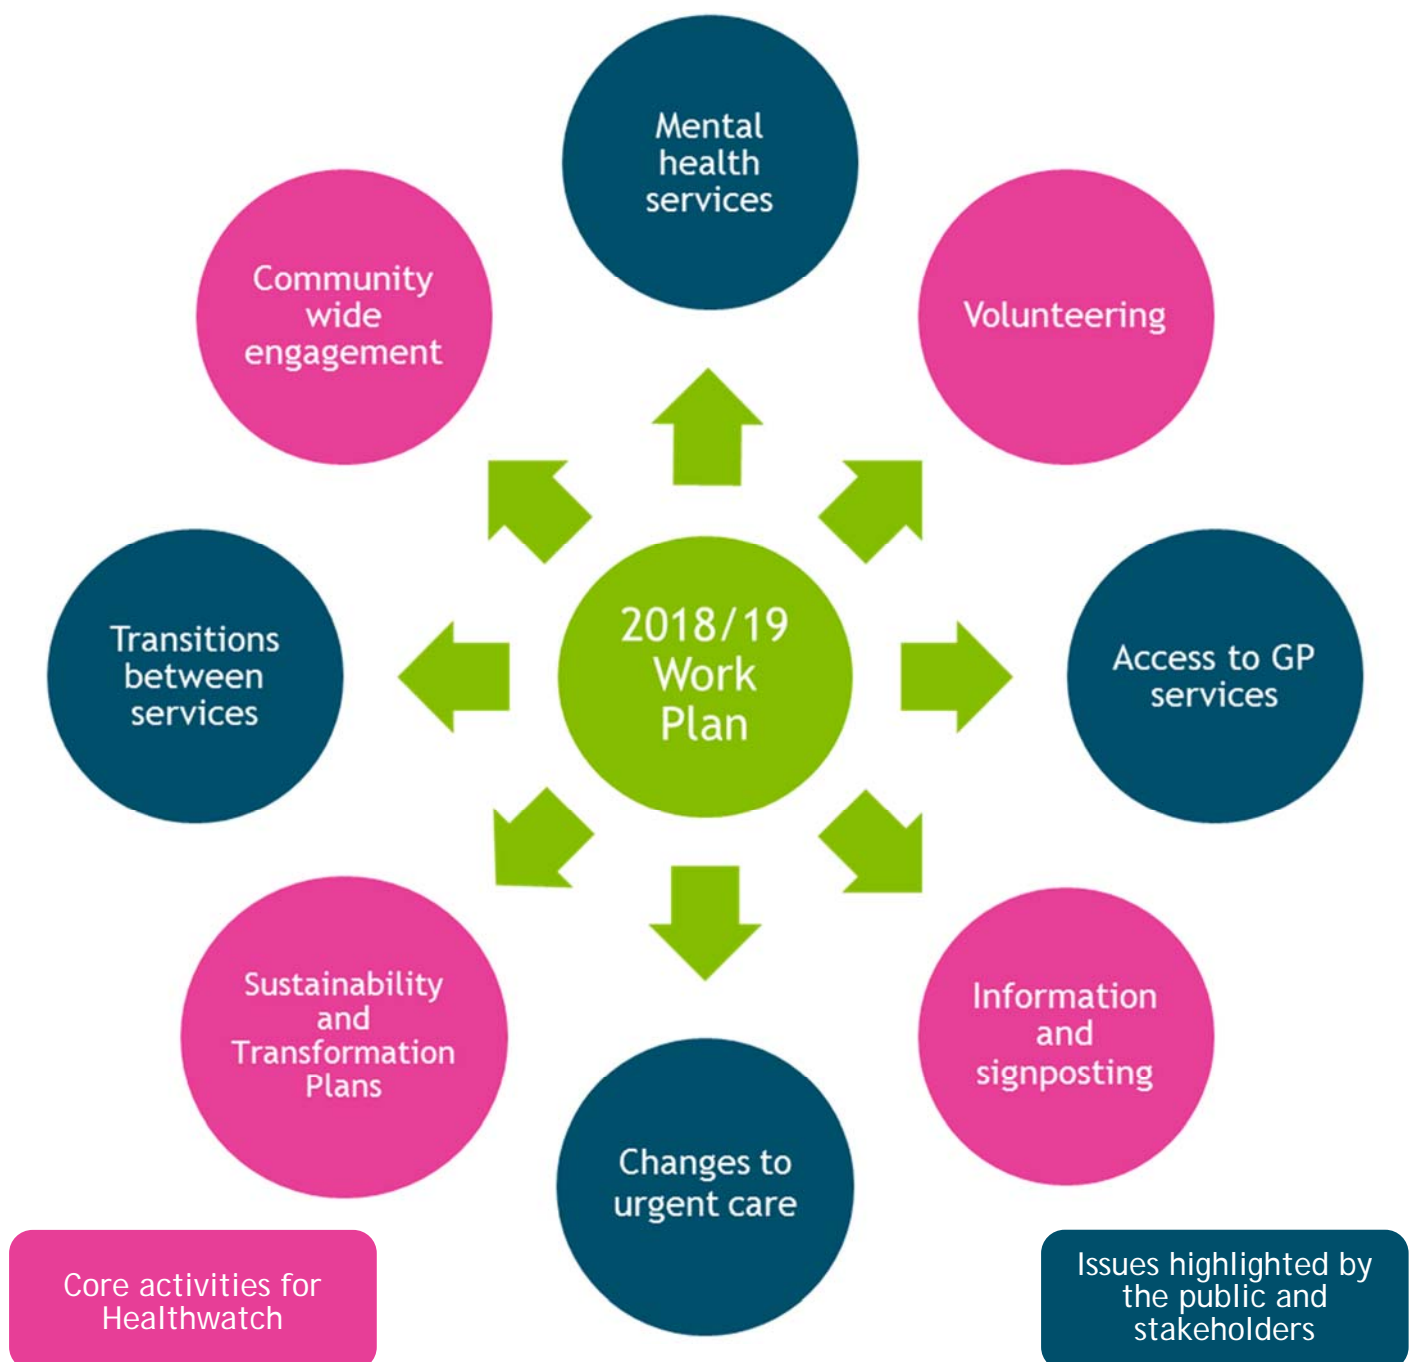 Mental
health
services
Community
wide
engagement
Volunteering
2018/19
Work
Plan
Transitions
between
services
Access to GP
services
Sustainability
and
Transformation
Plans
Information
and
signposting
Changes to
urgent care
Core activities for
Healthwatch
Issues highlighted by
the public and
stakeholders